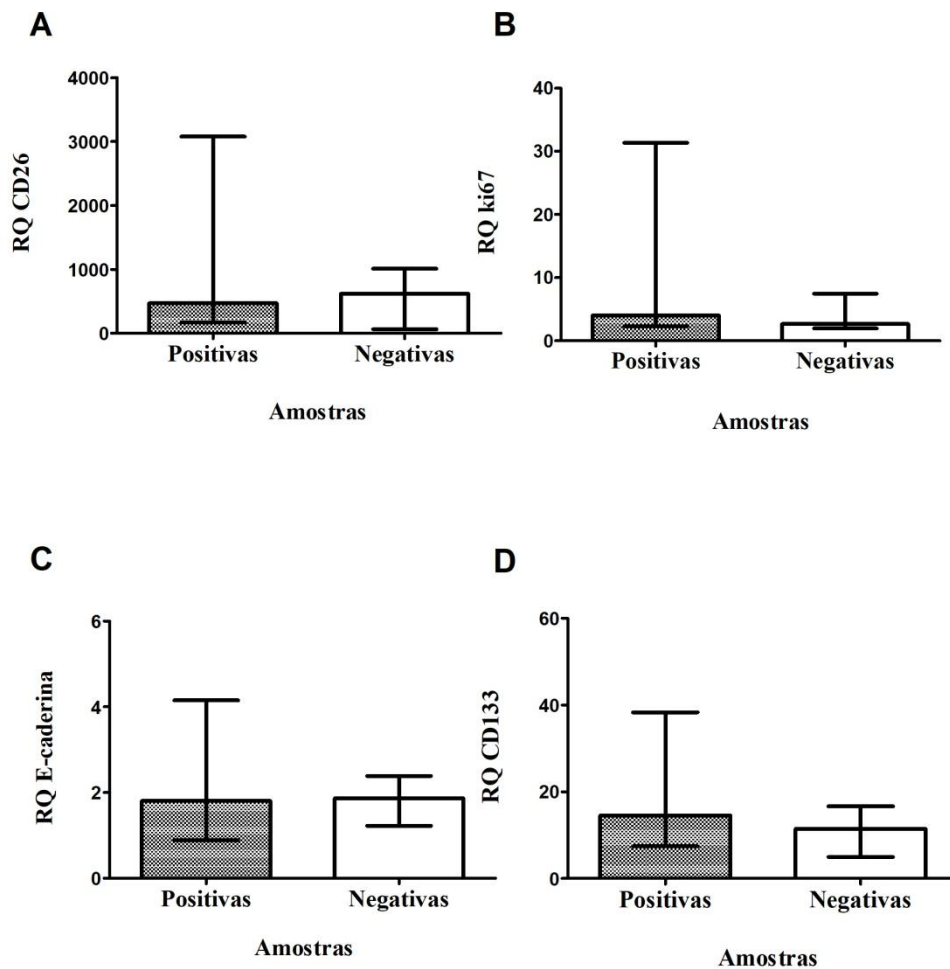 A
RQ CD26
4000
3000
2000
1000
0
Positivas Negativas
Amostras
B
RQ ki67
40
30
20
10
0
Positivas Negativas
Amostras
C
RQ E-caderina
6
4
2
0
Positivas Negativas
Amostras
D
RQ CD133
60
40
20
0
Positivas Negativas
Amostras